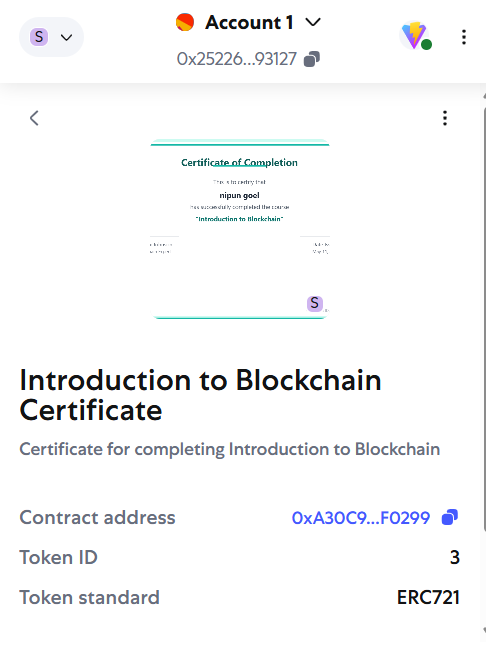 S
Account 1
0x25226...93127
Certificate of Completion
This is to certify that
nipun goel
has successfully completed the course
"Introduction to Blockchain"
May 15,
S
Introduction to Blockchain
Certificate
Certificate for completing Introduction to Blockchain
Contract address 0xA30C9...F0299
Token ID 3
Token standard ERC721